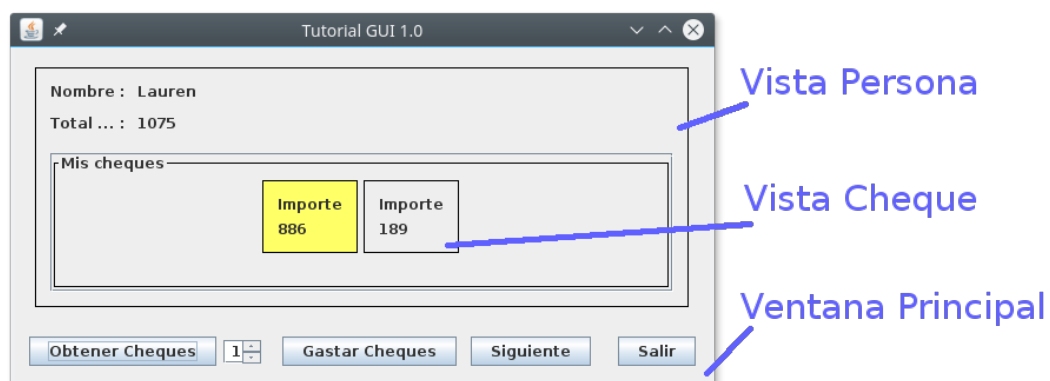 Tutorial GUI 1.0
Nombre : Lauren
Total ... : 1075
Mis cheques
Importe
886
Importe
189
Obtener Cheques
1
Gastar Cheques
Siguiente
Salir
Vista Persona
Vista Cheque
Ventana Principal